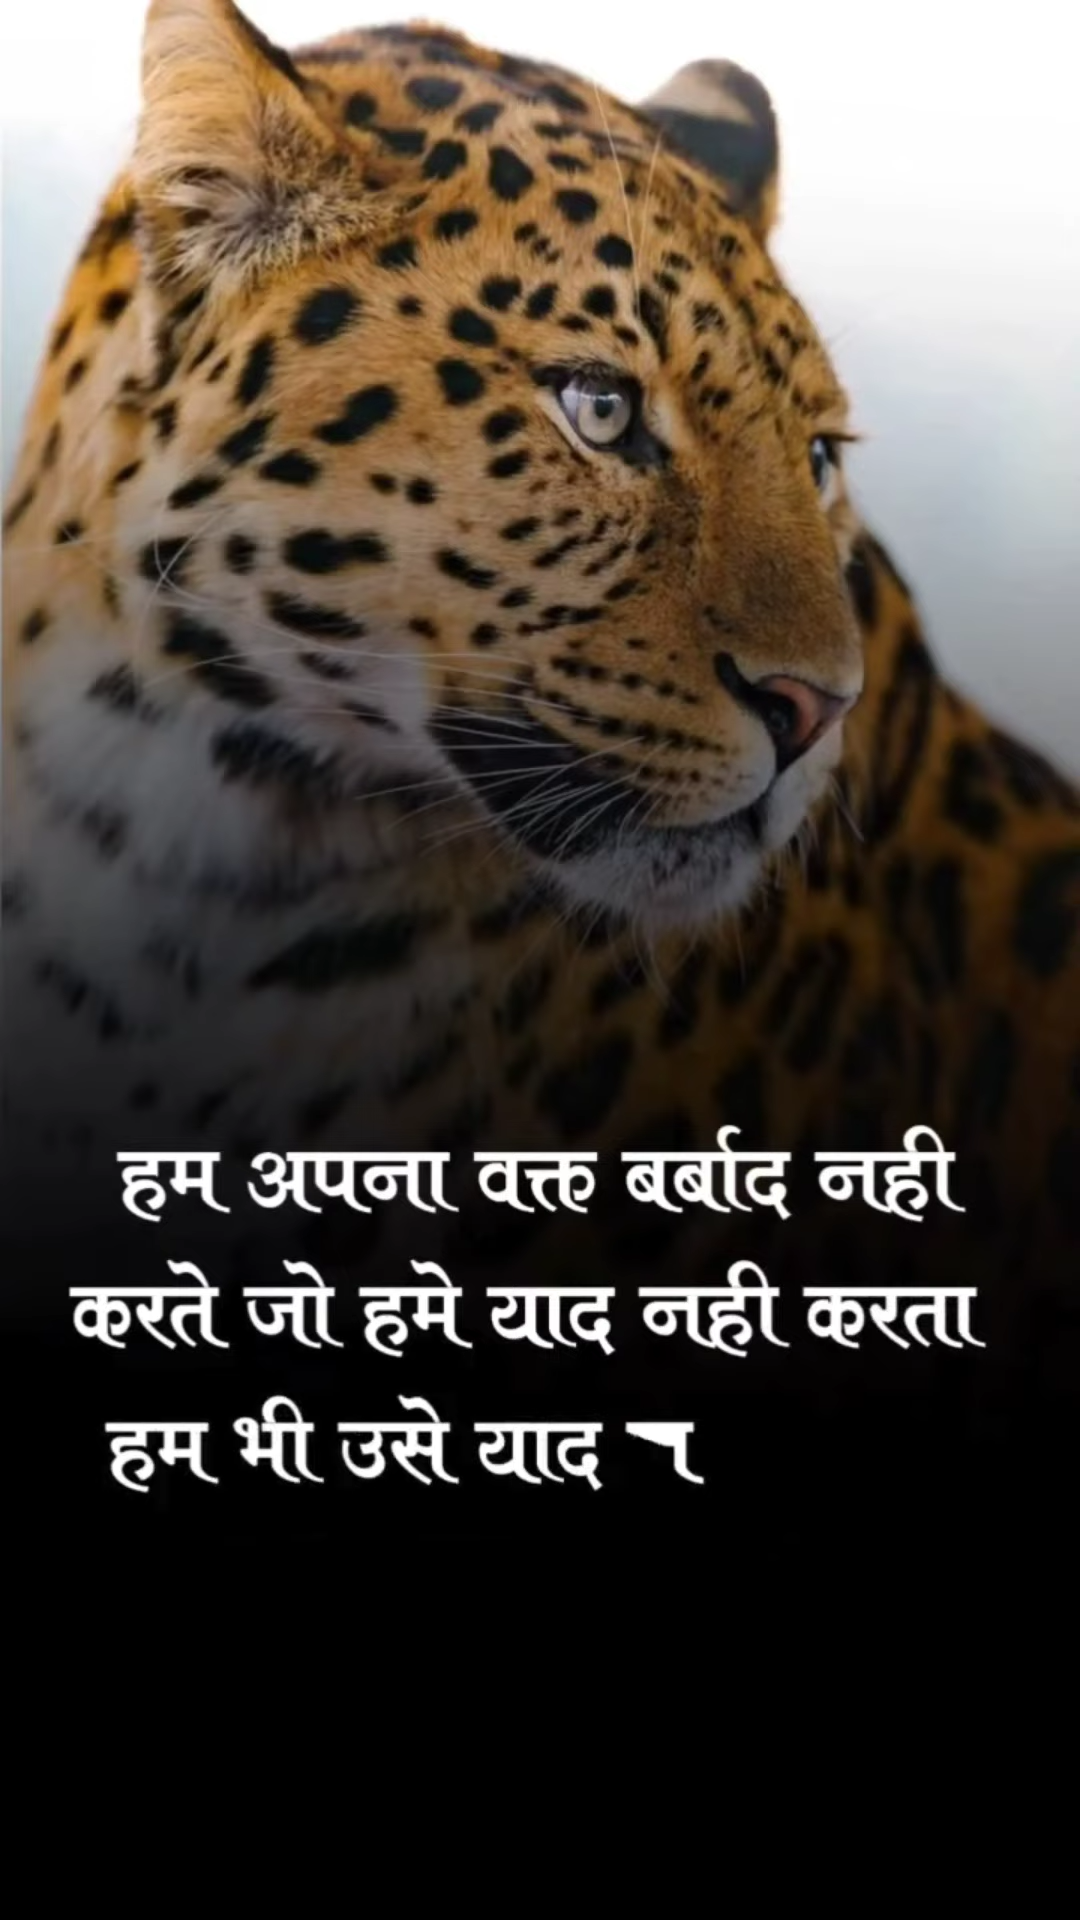 हम अपना वक्त बर्बाद नही
करते जो हमे याद नही करता
हम भी उसे याद